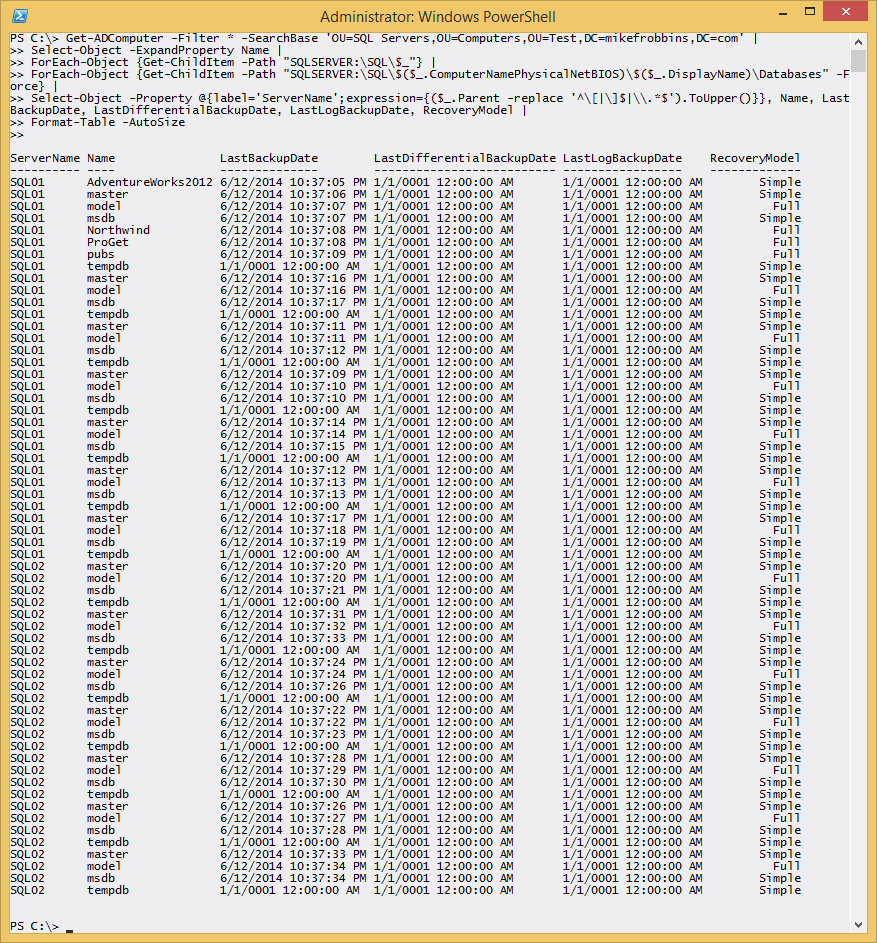 Administrator: Windows PowerShell
PS C:\> Get-ADComputer -Filter * -SearchBase 'OU=SQL Servers,OU=Computers,OU=Test,DC=mikefrobbins,DC=com' |
>> Select-Object -ExpandProperty Name |
>> ForEach-Object {Get-ChildItem -Path "SQLSERVER:\SQL\$_"} |
>> ForEach-Object {Get-ChildItem -Path "SQLSERVER:\SQL\$($_.ComputerNamePhysicalNetBIOS)\$($_.DisplayName)\Databases" -F
orce} |
>> Select-Object -Property @{label='ServerName';expression={($_.Parent -replace '^\[|\]$|\\.*$').ToUpper()}}, Name, Last
BackupDate, LastDifferentialBackupDate, LastLogBackupDate, RecoveryModel |
>> Format-Table -AutoSize
>>
ServerName Name LastBackupDate LastDifferentialBackupDate LastLogBackupDate RecoveryModel
---------- ---- -------------- -------------------------- ----------------- -------------
SQL01 AdventureWorks2012 6/12/2014 10:37:05 PM 1/1/0001 12:00:00 AM 1/1/0001 12:00:00 AM Simple
SQL01 master 6/12/2014 10:37:06 PM 1/1/0001 12:00:00 AM 1/1/0001 12:00:00 AM Simple
SQL01 model 6/12/2014 10:37:07 PM 1/1/0001 12:00:00 AM 1/1/0001 12:00:00 AM Full
SQL01 msdb 6/12/2014 10:37:07 PM 1/1/0001 12:00:00 AM 1/1/0001 12:00:00 AM Simple
SQL01 Northwind 6/12/2014 10:37:08 PM 1/1/0001 12:00:00 AM 1/1/0001 12:00:00 AM Full
SQL01 ProGet 6/12/2014 10:37:08 PM 1/1/0001 12:00:00 AM 1/1/0001 12:00:00 AM Full
SQL01 pubs 6/12/2014 10:37:09 PM 1/1/0001 12:00:00 AM 1/1/0001 12:00:00 AM Full
SQL01 tempdb 1/1/0001 12:00:00 AM 1/1/0001 12:00:00 AM 1/1/0001 12:00:00 AM Simple
SQL01 master 6/12/2014 10:37:16 PM 1/1/0001 12:00:00 AM 1/1/0001 12:00:00 AM Simple
SQL01 model 6/12/2014 10:37:16 PM 1/1/0001 12:00:00 AM 1/1/0001 12:00:00 AM Full
SQL01 msdb 6/12/2014 10:37:17 PM 1/1/0001 12:00:00 AM 1/1/0001 12:00:00 AM Simple
SQL01 tempdb 1/1/0001 12:00:00 AM 1/1/0001 12:00:00 AM 1/1/0001 12:00:00 AM Simple
SQL01 master 6/12/2014 10:37:11 PM 1/1/0001 12:00:00 AM 1/1/0001 12:00:00 AM Simple
SQL01 model 6/12/2014 10:37:11 PM 1/1/0001 12:00:00 AM 1/1/0001 12:00:00 AM Full
SQL01 msdb 6/12/2014 10:37:12 PM 1/1/0001 12:00:00 AM 1/1/0001 12:00:00 AM Simple
SQL01 tempdb 1/1/0001 12:00:00 AM 1/1/0001 12:00:00 AM 1/1/0001 12:00:00 AM Simple
SQL01 master 6/12/2014 10:37:09 PM 1/1/0001 12:00:00 AM 1/1/0001 12:00:00 AM Simple
SQL01 model 6/12/2014 10:37:10 PM 1/1/0001 12:00:00 AM 1/1/0001 12:00:00 AM Full
SQL01 msdb 6/12/2014 10:37:10 PM 1/1/0001 12:00:00 AM 1/1/0001 12:00:00 AM Simple
SQL01 tempdb 1/1/0001 12:00:00 AM 1/1/0001 12:00:00 AM 1/1/0001 12:00:00 AM Simple
SQL01 master 6/12/2014 10:37:14 PM 1/1/0001 12:00:00 AM 1/1/0001 12:00:00 AM Simple
SQL01 model 6/12/2014 10:37:14 PM 1/1/0001 12:00:00 AM 1/1/0001 12:00:00 AM Full
SQL01 msdb 6/12/2014 10:37:15 PM 1/1/0001 12:00:00 AM 1/1/0001 12:00:00 AM Simple
SQL01 tempdb 1/1/0001 12:00:00 AM 1/1/0001 12:00:00 AM 1/1/0001 12:00:00 AM Simple
SQL01 master 6/12/2014 10:37:12 PM 1/1/0001 12:00:00 AM 1/1/0001 12:00:00 AM Simple
SQL01 model 6/12/2014 10:37:13 PM 1/1/0001 12:00:00 AM 1/1/0001 12:00:00 AM Full
SQL01 msdb 6/12/2014 10:37:13 PM 1/1/0001 12:00:00 AM 1/1/0001 12:00:00 AM Simple
SQL01 tempdb 1/1/0001 12:00:00 AM 1/1/0001 12:00:00 AM 1/1/0001 12:00:00 AM Simple
SQL01 master 6/12/2014 10:37:17 PM 1/1/0001 12:00:00 AM 1/1/0001 12:00:00 AM Simple
SQL01 model 6/12/2014 10:37:18 PM 1/1/0001 12:00:00 AM 1/1/0001 12:00:00 AM Full
SQL01 msdb 6/12/2014 10:37:19 PM 1/1/0001 12:00:00 AM 1/1/0001 12:00:00 AM Simple
SQL01 tempdb 1/1/0001 12:00:00 AM 1/1/0001 12:00:00 AM 1/1/0001 12:00:00 AM Simple
SQL02 master 6/12/2014 10:37:20 PM 1/1/0001 12:00:00 AM 1/1/0001 12:00:00 AM Simple
SQL02 model 6/12/2014 10:37:20 PM 1/1/0001 12:00:00 AM 1/1/0001 12:00:00 AM Full
SQL02 msdb 6/12/2014 10:37:21 PM 1/1/0001 12:00:00 AM 1/1/0001 12:00:00 AM Simple
SQL02 tempdb 1/1/0001 12:00:00 AM 1/1/0001 12:00:00 AM 1/1/0001 12:00:00 AM Simple
SQL02 master 6/12/2014 10:37:31 PM 1/1/0001 12:00:00 AM 1/1/0001 12:00:00 AM Simple
SQL02 model 6/12/2014 10:37:32 PM 1/1/0001 12:00:00 AM 1/1/0001 12:00:00 AM Full
SQL02 msdb 6/12/2014 10:37:33 PM 1/1/0001 12:00:00 AM 1/1/0001 12:00:00 AM Simple
SQL02 tempdb 1/1/0001 12:00:00 AM 1/1/0001 12:00:00 AM 1/1/0001 12:00:00 AM Simple
SQL02 master 6/12/2014 10:37:24 PM 1/1/0001 12:00:00 AM 1/1/0001 12:00:00 AM Simple
SQL02 model 6/12/2014 10:37:24 PM 1/1/0001 12:00:00 AM 1/1/0001 12:00:00 AM Full
SQL02 msdb 6/12/2014 10:37:26 PM 1/1/0001 12:00:00 AM 1/1/0001 12:00:00 AM Simple
SQL02 tempdb 1/1/0001 12:00:00 AM 1/1/0001 12:00:00 AM 1/1/0001 12:00:00 AM Simple
SQL02 master 6/12/2014 10:37:22 PM 1/1/0001 12:00:00 AM 1/1/0001 12:00:00 AM Simple
SQL02 model 6/12/2014 10:37:22 PM 1/1/0001 12:00:00 AM 1/1/0001 12:00:00 AM Full
SQL02 msdb 6/12/2014 10:37:23 PM 1/1/0001 12:00:00 AM 1/1/0001 12:00:00 AM Simple
SQL02 tempdb 1/1/0001 12:00:00 AM 1/1/0001 12:00:00 AM 1/1/0001 12:00:00 AM Simple
SQL02 master 6/12/2014 10:37:28 PM 1/1/0001 12:00:00 AM 1/1/0001 12:00:00 AM Simple
SQL02 model 6/12/2014 10:37:29 PM 1/1/0001 12:00:00 AM 1/1/0001 12:00:00 AM Full
SQL02 msdb 6/12/2014 10:37:30 PM 1/1/0001 12:00:00 AM 1/1/0001 12:00:00 AM Simple
SQL02 tempdb 1/1/0001 12:00:00 AM 1/1/0001 12:00:00 AM 1/1/0001 12:00:00 AM Simple
SQL02 master 6/12/2014 10:37:26 PM 1/1/0001 12:00:00 AM 1/1/0001 12:00:00 AM Simple
SQL02 model 6/12/2014 10:37:27 PM 1/1/0001 12:00:00 AM 1/1/0001 12:00:00 AM Full
SQL02 msdb 6/12/2014 10:37:28 PM 1/1/0001 12:00:00 AM 1/1/0001 12:00:00 AM Simple
SQL02 tempdb 1/1/0001 12:00:00 AM 1/1/0001 12:00:00 AM 1/1/0001 12:00:00 AM Simple
SQL02 master 6/12/2014 10:37:33 PM 1/1/0001 12:00:00 AM 1/1/0001 12:00:00 AM Simple
SQL02 model 6/12/2014 10:37:34 PM 1/1/0001 12:00:00 AM 1/1/0001 12:00:00 AM Full
SQL02 msdb 6/12/2014 10:37:34 PM 1/1/0001 12:00:00 AM 1/1/0001 12:00:00 AM Simple
SQL02 tempdb 1/1/0001 12:00:00 AM 1/1/0001 12:00:00 AM 1/1/0001 12:00:00 AM Simple
PS C:\> _